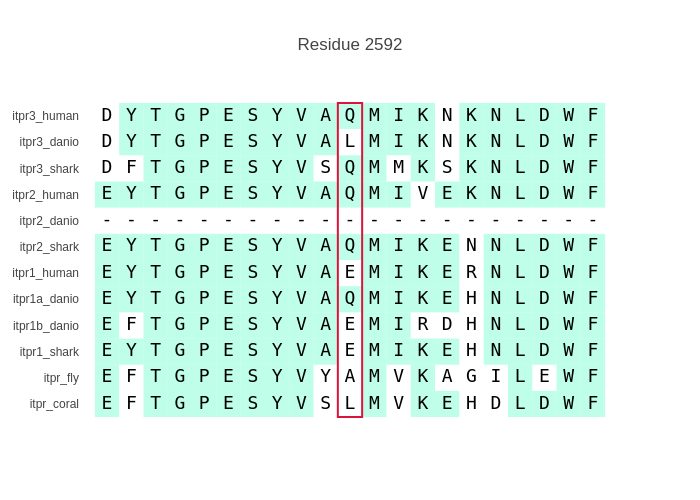 Residue 2592
itpr3_human D Y T G P E S Y V A Q M I K N K N L D W F
itpr3_danio D Y T G P E S Y V A L M I K N K N L D W F
itpr3_shark D F T G P E S Y V S Q M M K S K N L D W F
itpr2_human E Y T G P E S Y V A Q M I V E K N L D W F
itpr2_danio - - - - - - - - - - - - - - - - - - - - -
itpr2_shark E Y T G P E S Y V A Q M I K E N N L D W F
itpr1_human E Y T G P E S Y V A E M I K E R N L D W F
itpr1a_danio E Y T G P E S Y V A Q M I K E H N L D W F
itpr1b_danio E F T G P E S Y V A E M I R D H N L D W F
itpr1_shark E Y T G P E S Y V A E M I K E H N L D W F
itpr_fly E F T G P E S Y V Y A M V K A G I L E W F
itpr_coral E F T G P E S Y V S L M V K E H D L D W F